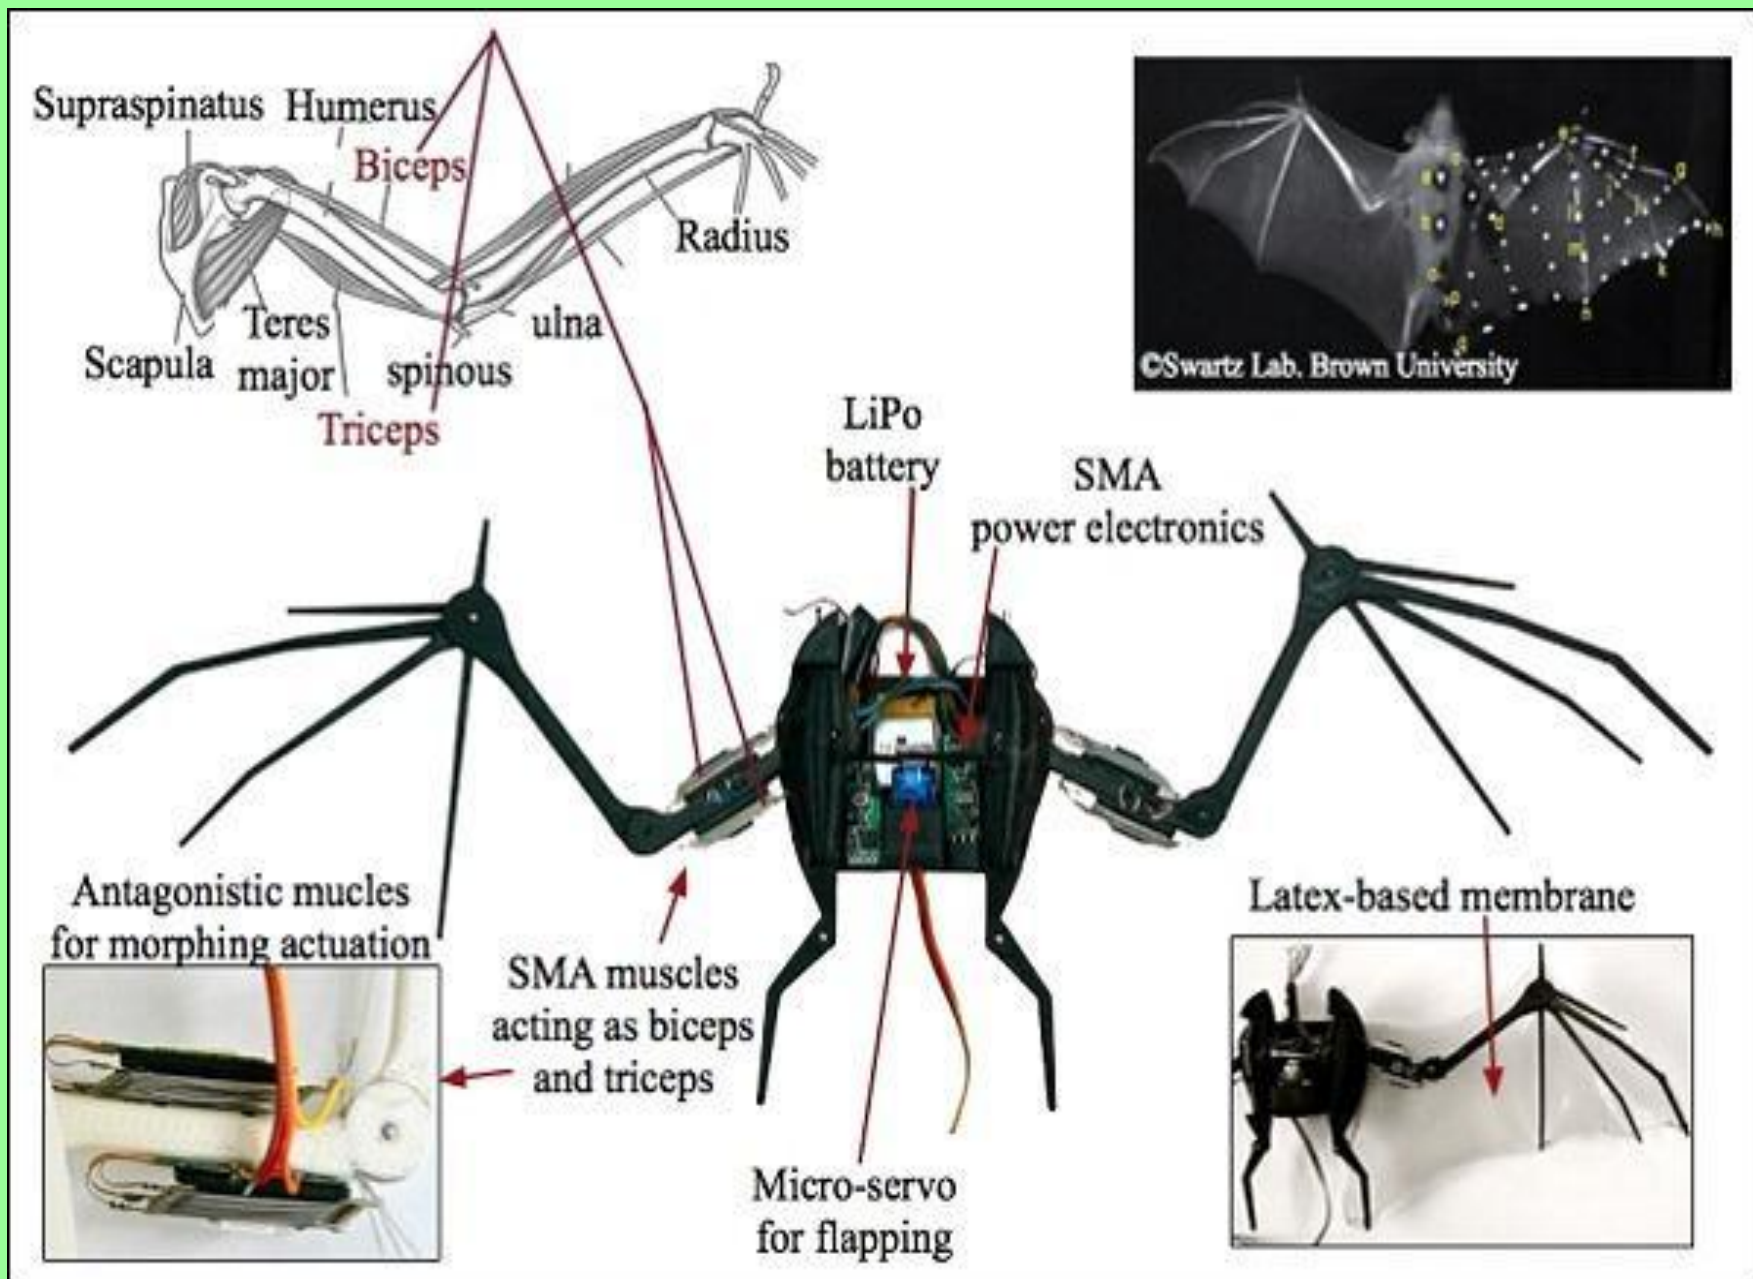 Supraspinatus
Humerus
Biceps
Radius
Teres
major
ulna
Scapula
spinous
Triceps
©Swartz Lab. Brown University
LiPo
battery
SMA
power electronics
Antagonistic mucles
for morphing actuation
SMA muscles
acting as biceps
and triceps
Latex-based membrane
Micro-servo
for flapping